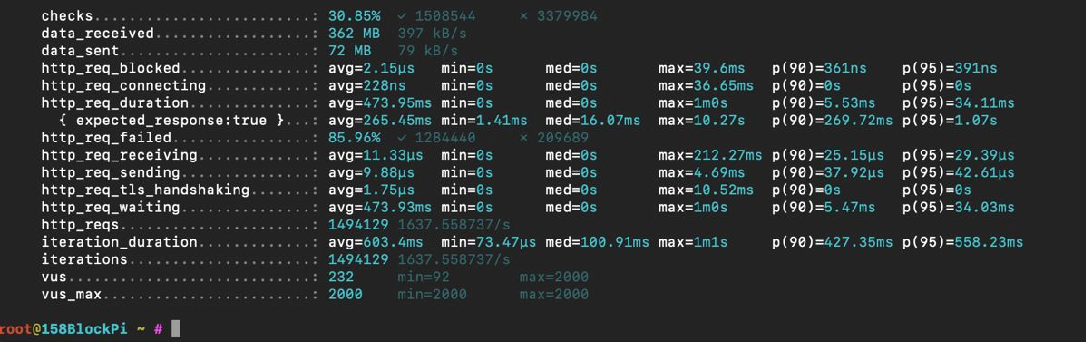 checks.........................: 30.85% ✓ 1508544 ✗ 3379984
data_received..................: 362 MB 397 kB/s
data_sent......................: 72 MB 79 kB/s
http_req_blocked...............: avg=2.15µs min=0s med=0s max=39.6ms p(90)=361ns p(95)=391ns
http_req_connecting............: avg=228ns min=0s med=0s max=36.65ms p(90)=0s p(95)=0s
http_req_duration..............: avg=473.95ms min=0s med=0s max=1m0s p(90)=5.53ms p(95)=34.11ms
{ expected_response:true }...: avg=265.45ms min=1.41ms med=16.07ms max=10.27s p(90)=269.72ms p(95)=1.07s
http_req_failed................: 85.96% ✓ 1284440 ✗ 209689
http_req_receiving.............: avg=11.33µs min=0s med=0s max=212.27ms p(90)=25.15µs p(95)=29.39µs
http_req_sending...............: avg=9.88µs min=0s med=0s max=4.69ms p(90)=37.92µs p(95)=42.61µs
http_req_tls_handshaking.......: avg=1.75µs min=0s med=0s max=10.52ms p(90)=0s p(95)=0s
http_req_waiting...............: avg=473.93ms min=0s med=0s max=1m0s p(90)=5.47ms p(95)=34.03ms
http_reqs......................: 1494129 1637.558737/s
iteration_duration.............: avg=603.4ms min=73.47µs med=100.91ms max=1m1s p(90)=427.35ms p(95)=558.23ms
iterations.....................: 1494129 1637.558737/s
vus............................: 232 min=92 max=2000
vus_max........................: 2000 min=2000 max=2000
root@158BlockPi ~ #